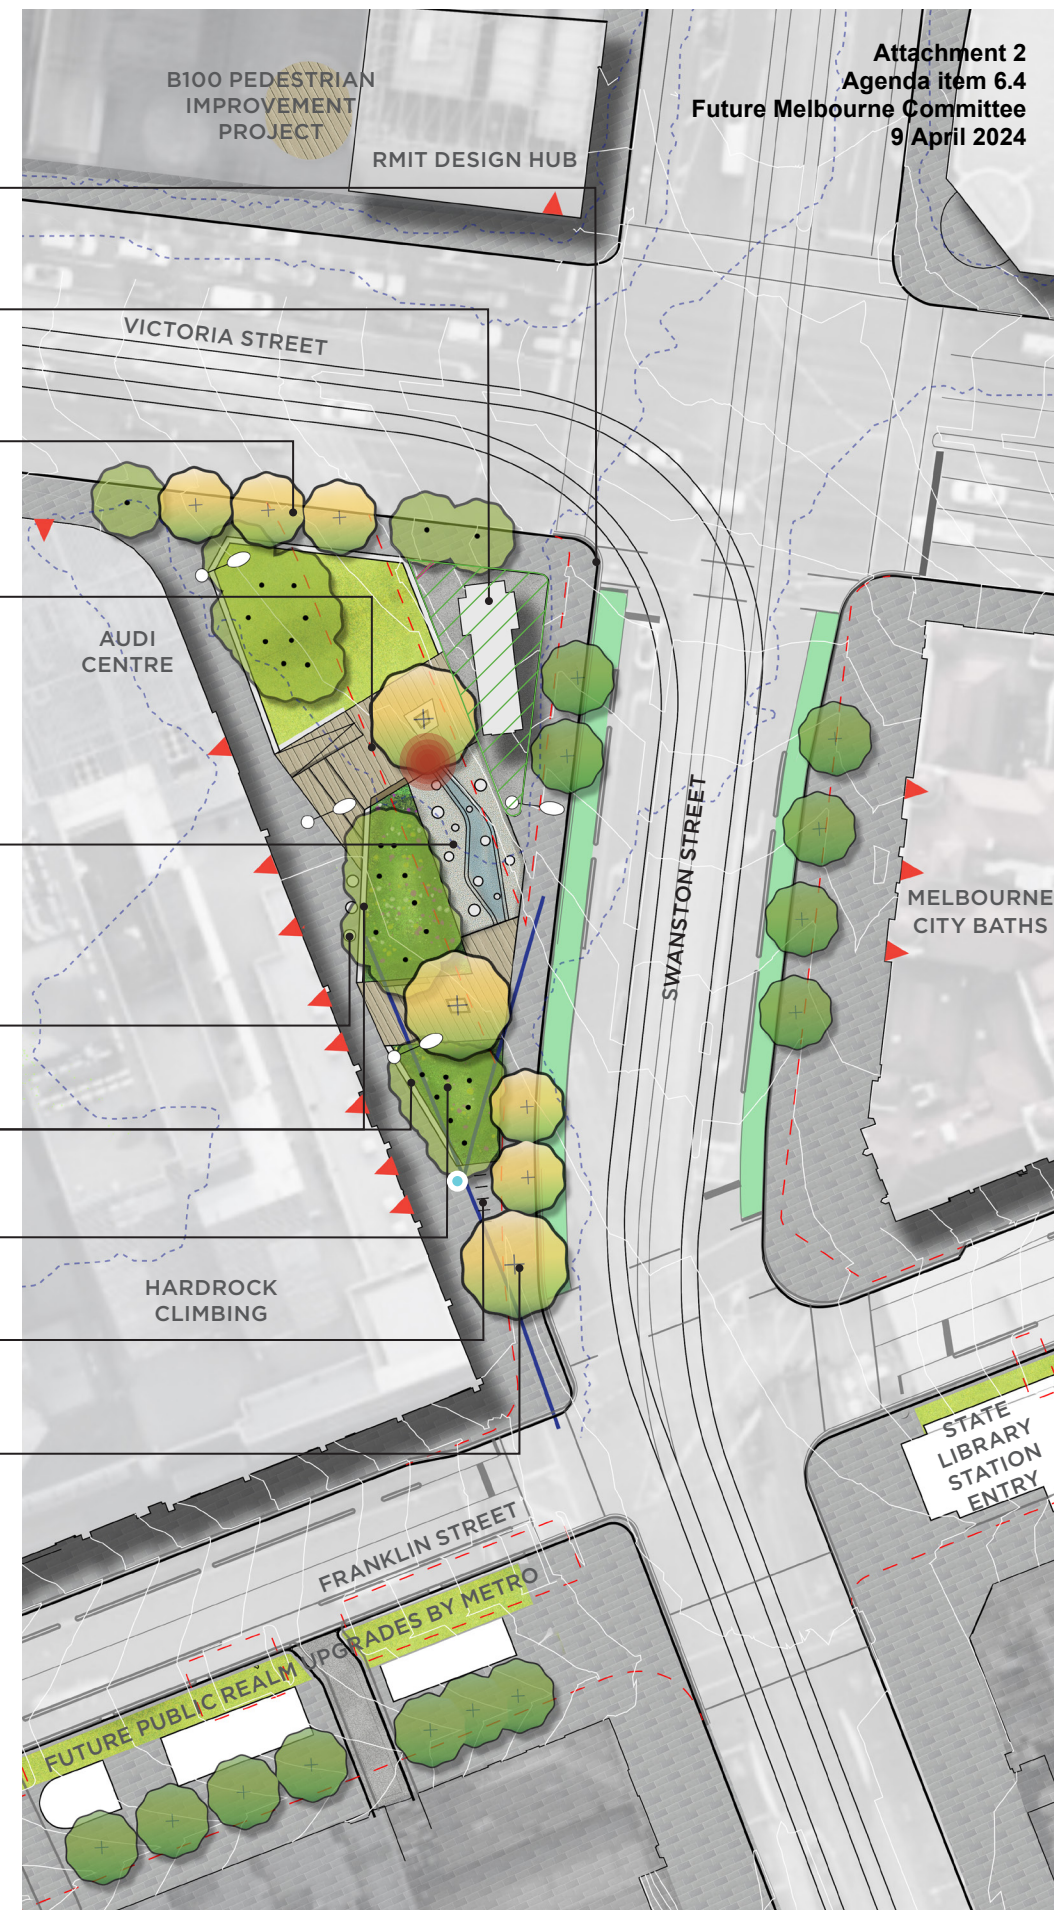 Attachment 2
Agenda item 6.4
Future Melbourne Committee
9 April 2024
B100 PEDESTRIAN
IMPROVEMENT
PROJECT
RMIT DESIGN HUB
VICTORIA STREET
AUDI
CENTRE
SWANSTON STREET
MELBOURNE
CITY BATHS
HARDROCK
CLIMBING
STATE
LIBRARY
STATION
ENTRY
FRANKLIN STREET
FUTURE PUBLIC REALM UPGRADES BY METRO